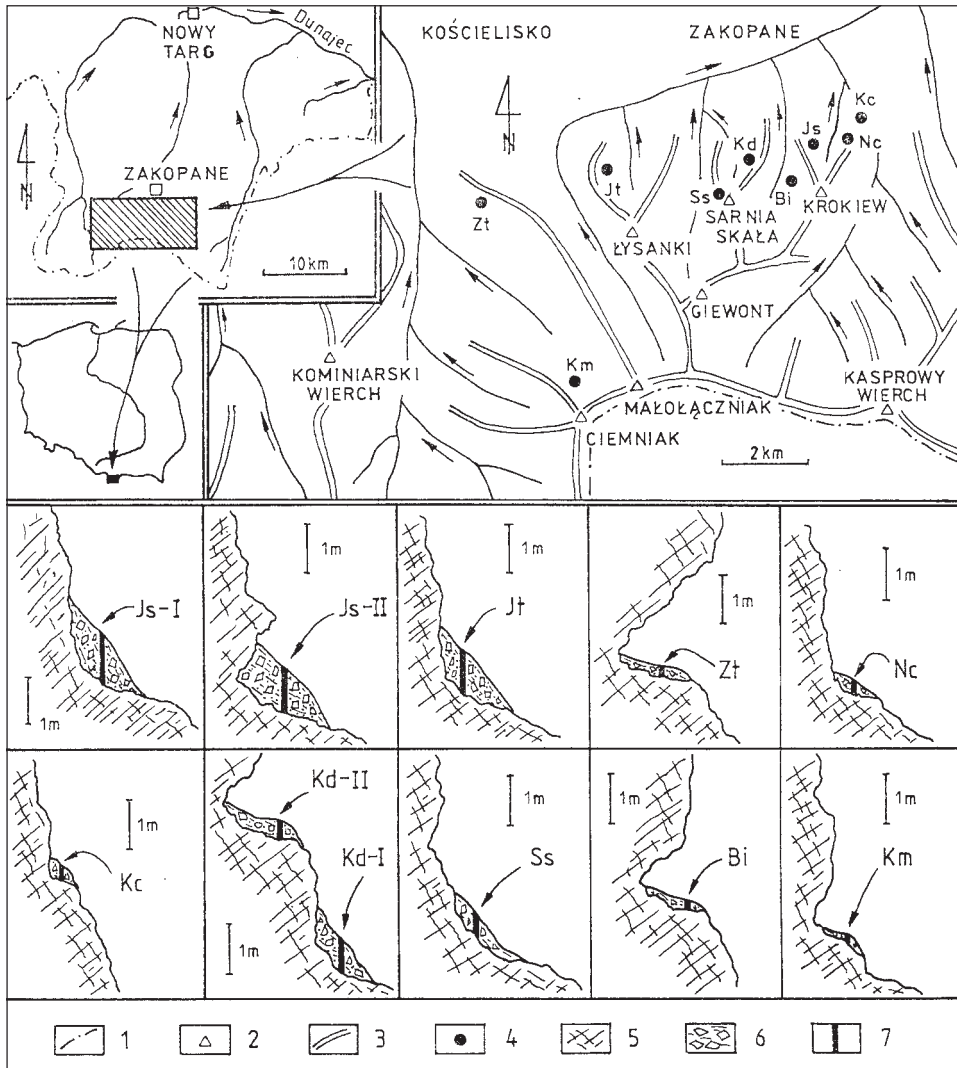 NOWY
TARG
Dunajec
ZAKOPANE
N
10km
KOŚCIELISKO
ZAKOPANE
N
Kc
Js
Nc
Kd
Jt
Ss
Bi
Zt
SARNIA
SKAŁA
KROKIEW
ŁYSANKI
GIEWONT
KOMINIARSKI
WIERCH
Km
KASPROWY
WIERCH
MAŁOŁĄCZNIAK
CIEMNIAK
2km
Js-I
1m
Js-II
1m
Jt
1m
Zt
1m
Nc
1m
Kc
1m
Kd-II
Kd-I
1m
Ss
1m
Bi
1m
Km
1m
1 2 3 4 5 6 7